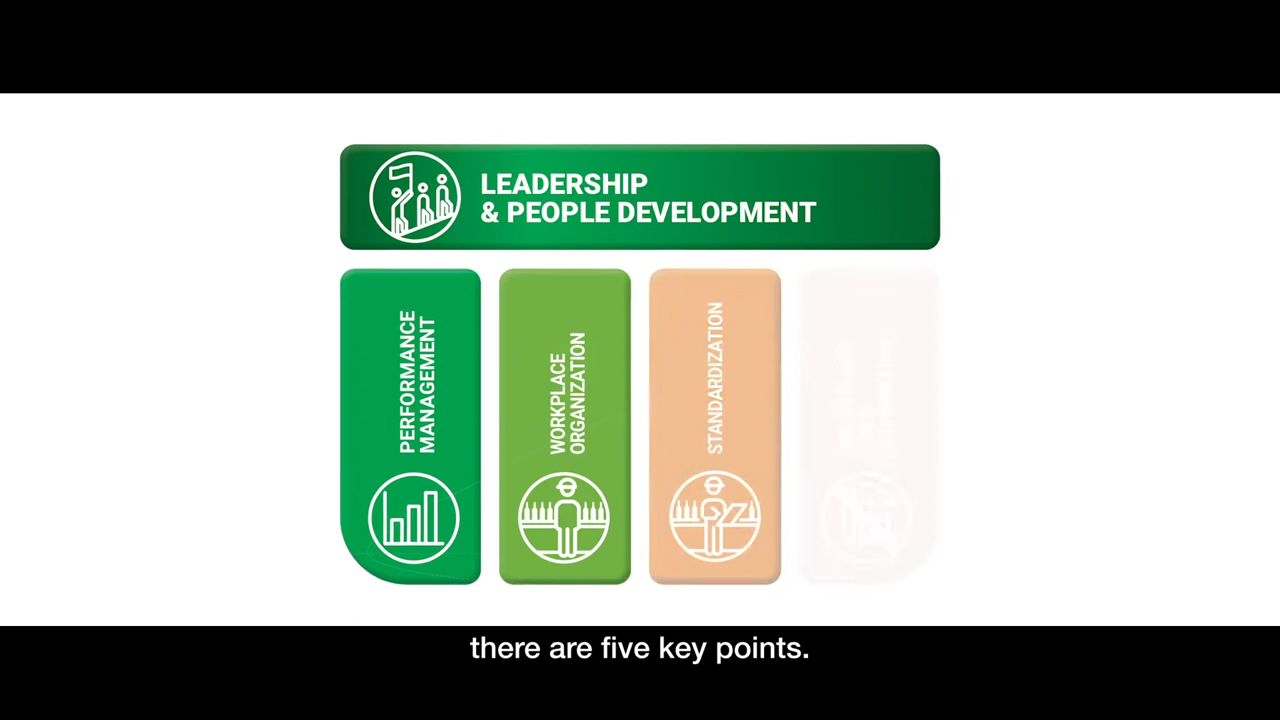 LEADERSHIP
& PEOPLE DEVELOPMENT
PERFORMANCE
MANAGEMENT
WORKPLACE
ORGANIZATION
STANDARDIZATION
there are five key points.